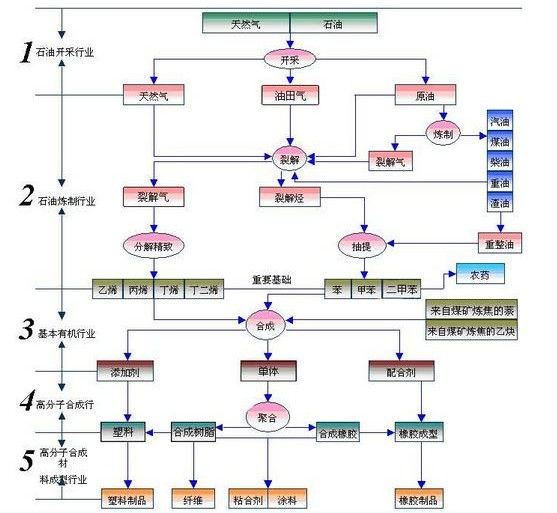 天然气 石油
1 石油开采行业
开采
天然气 油田气 原油
炼制
汽油
煤油
柴油
重油
渣油
裂解 裂解气
2 石油炼制行业
裂解气 裂解烃
分解精致 抽提 重整油
农药
乙烯 丙烯 丁烯 丁二烯 重要基础 苯 甲苯 二甲苯
来自煤矿炼焦的萘
来自煤矿炼焦的乙炔
3 基本有机行业
合成
添加剂 单体 配合剂
4 高分子合成行
聚合
塑料 合成树脂 合成橡胶 橡胶成型
5 高分子合成
材
料成型行业
塑料制品 纤维 粘合剂 涂料 橡胶制品